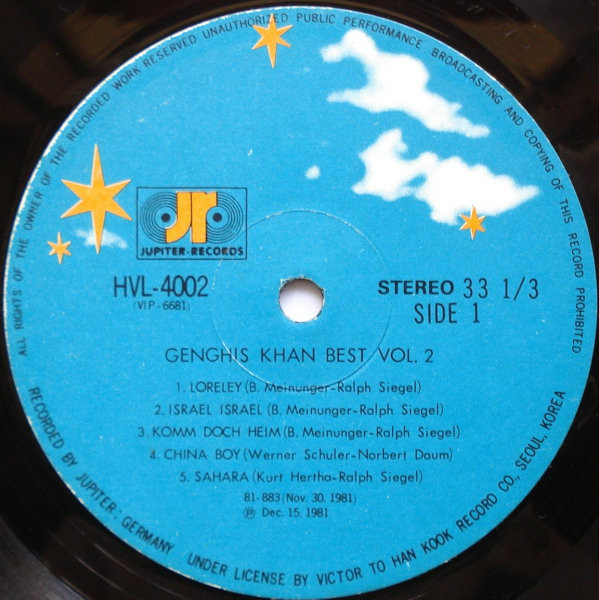 ALL RIGHTS OF THE OWNER OF THE RECORDED WORK RESERVED UNAUTHORIZED PUBLIC PERFORMANCE BROADCASTING AND COPYING OF THIS RECORD PROHIBITED
Jr
JUPITER-RECORDS
HVL-4002
(VIP-6681)
STEREO 33 1/3
SIDE 1
GENGHIS KHAN BEST VOL. 2
1. LORELEY (B. Meinunger-Ralph Siegel)
2. ISRAEL ISRAEL (B. Meinunger-Ralph Siegel)
3. KOMM DOCH HEIM (B. Meinunger-Ralph Siegel)
4. CHINA BOY (Werner Schuler-Norbert Daum)
5. SAHARA (Kurt Hertha-Ralph Siegel)
81-883 (Nov. 30. 1981)
Ⓟ Dec. 15. 1981
RECORDED BY JUPITER-GERMANY UNDER LICENSE BY VICTOR TO HAN KOOK RECORD CO, SEOUL, KOREA